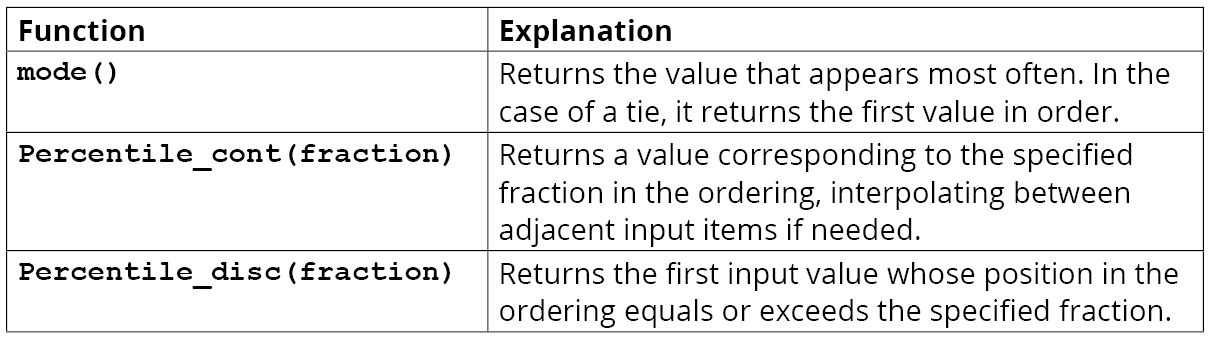 Function Explanation
mode() Returns the value that appears most often. In the
case of a tie, it returns the first value in order.
Percentile_cont(fraction) Returns a value corresponding to the specified
fraction in the ordering, interpolating between
adjacent input items if needed.
Percentile_disc(fraction) Returns the first input value whose position in the
ordering equals or exceeds the specified fraction.